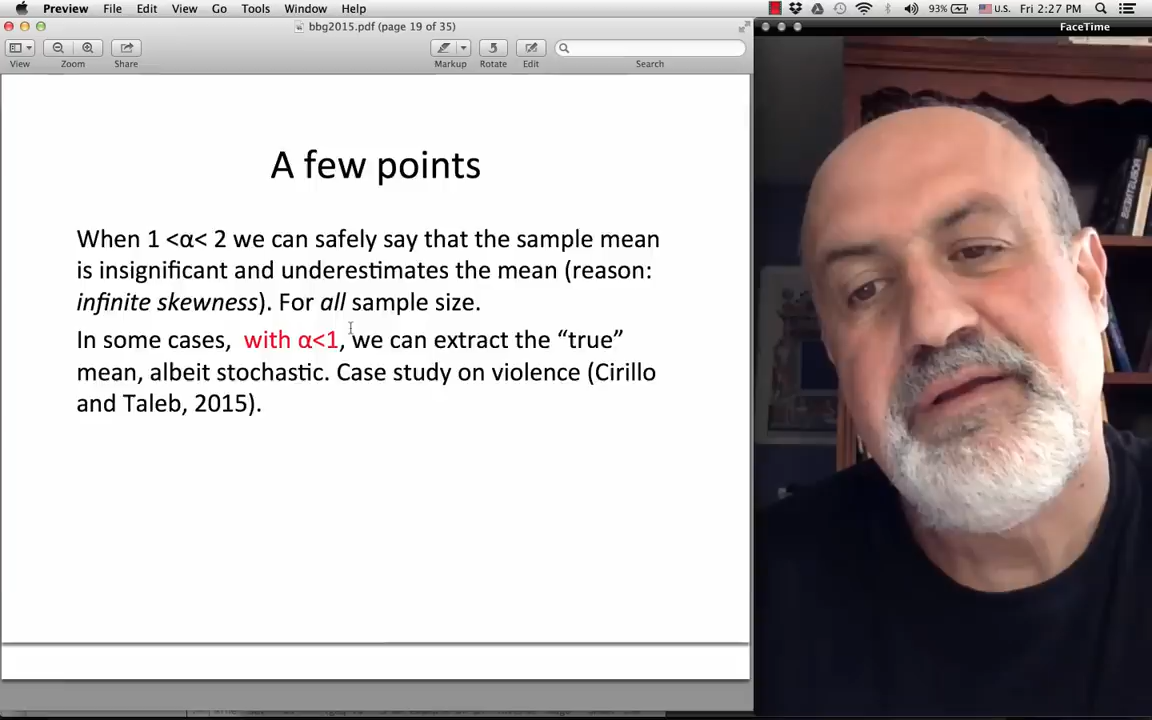 Preview File Edit View Go Tools Window Help
93% U.S. Fri 2:27 PM
bbg2015.pdf (page 19 of 35)
FaceTime
View Zoom Share Markup Rotate Edit Search
Search
A few points
When 1 <α< 2 we can safely say that the sample mean
is insignificant and underestimates the mean (reason:
infinite skewness). For all sample size.
In some cases, with α<1, we can extract the “true”
mean, albeit stochastic. Case study on violence (Cirillo
and Taleb, 2015).